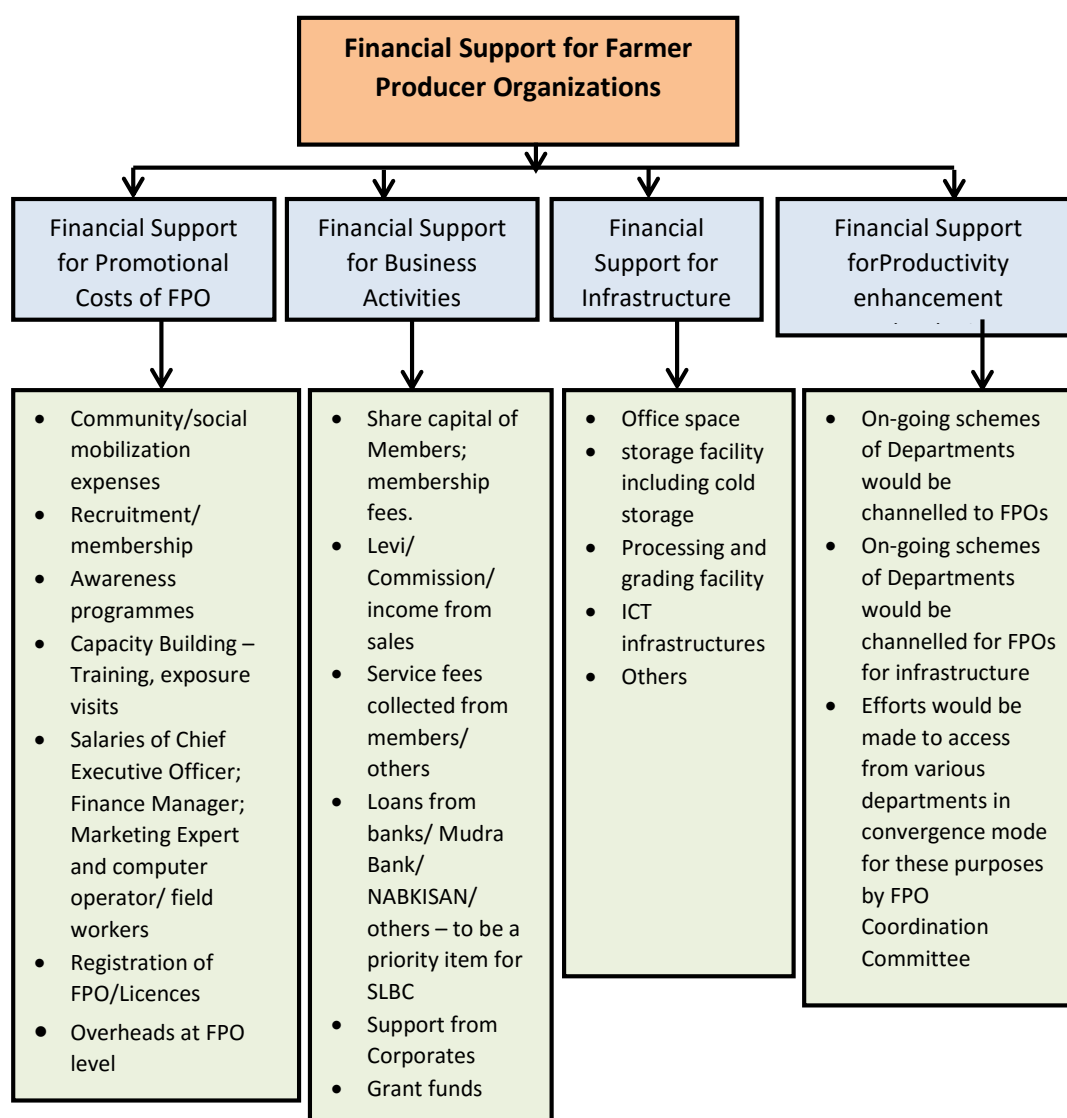 Financial Support for Farmer
Producer Organizations
Financial Support
for Promotional
Costs of FPO
Financial Support
for Business
Activities
Financial
Support for
Infrastructure
Financial Support
forProductivity
enhancement
• Community/social
mobilization
expenses
• Recruitment/
membership
• Awareness
programmes
• Capacity Building –
Training, exposure
visits
• Salaries of Chief
Executive Officer;
Finance Manager;
Marketing Expert
and computer
operator/ field
workers
• Registration of
FPO/Licences
• Overheads at FPO
level
• Share capital of
Members;
membership
fees.
• Levi/
Commission/
income from
sales
• Service fees
collected from
members/
others
• Loans from
banks/ Mudra
Bank/
NABKISAN/
others – to be a
priority item for
SLBC
• Support from
Corporates
• Grant funds
• Office space
• storage facility
including cold
storage
• Processing and
grading facility
• ICT
infrastructures
• Others
• On-going schemes
of Departments
would be
channelled to FPOs
• On-going schemes
of Departments
would be
channelled for FPOs
for infrastructure
• Efforts would be
made to access
from various
departments in
convergence mode
for these purposes
by FPO
Coordination
Committee